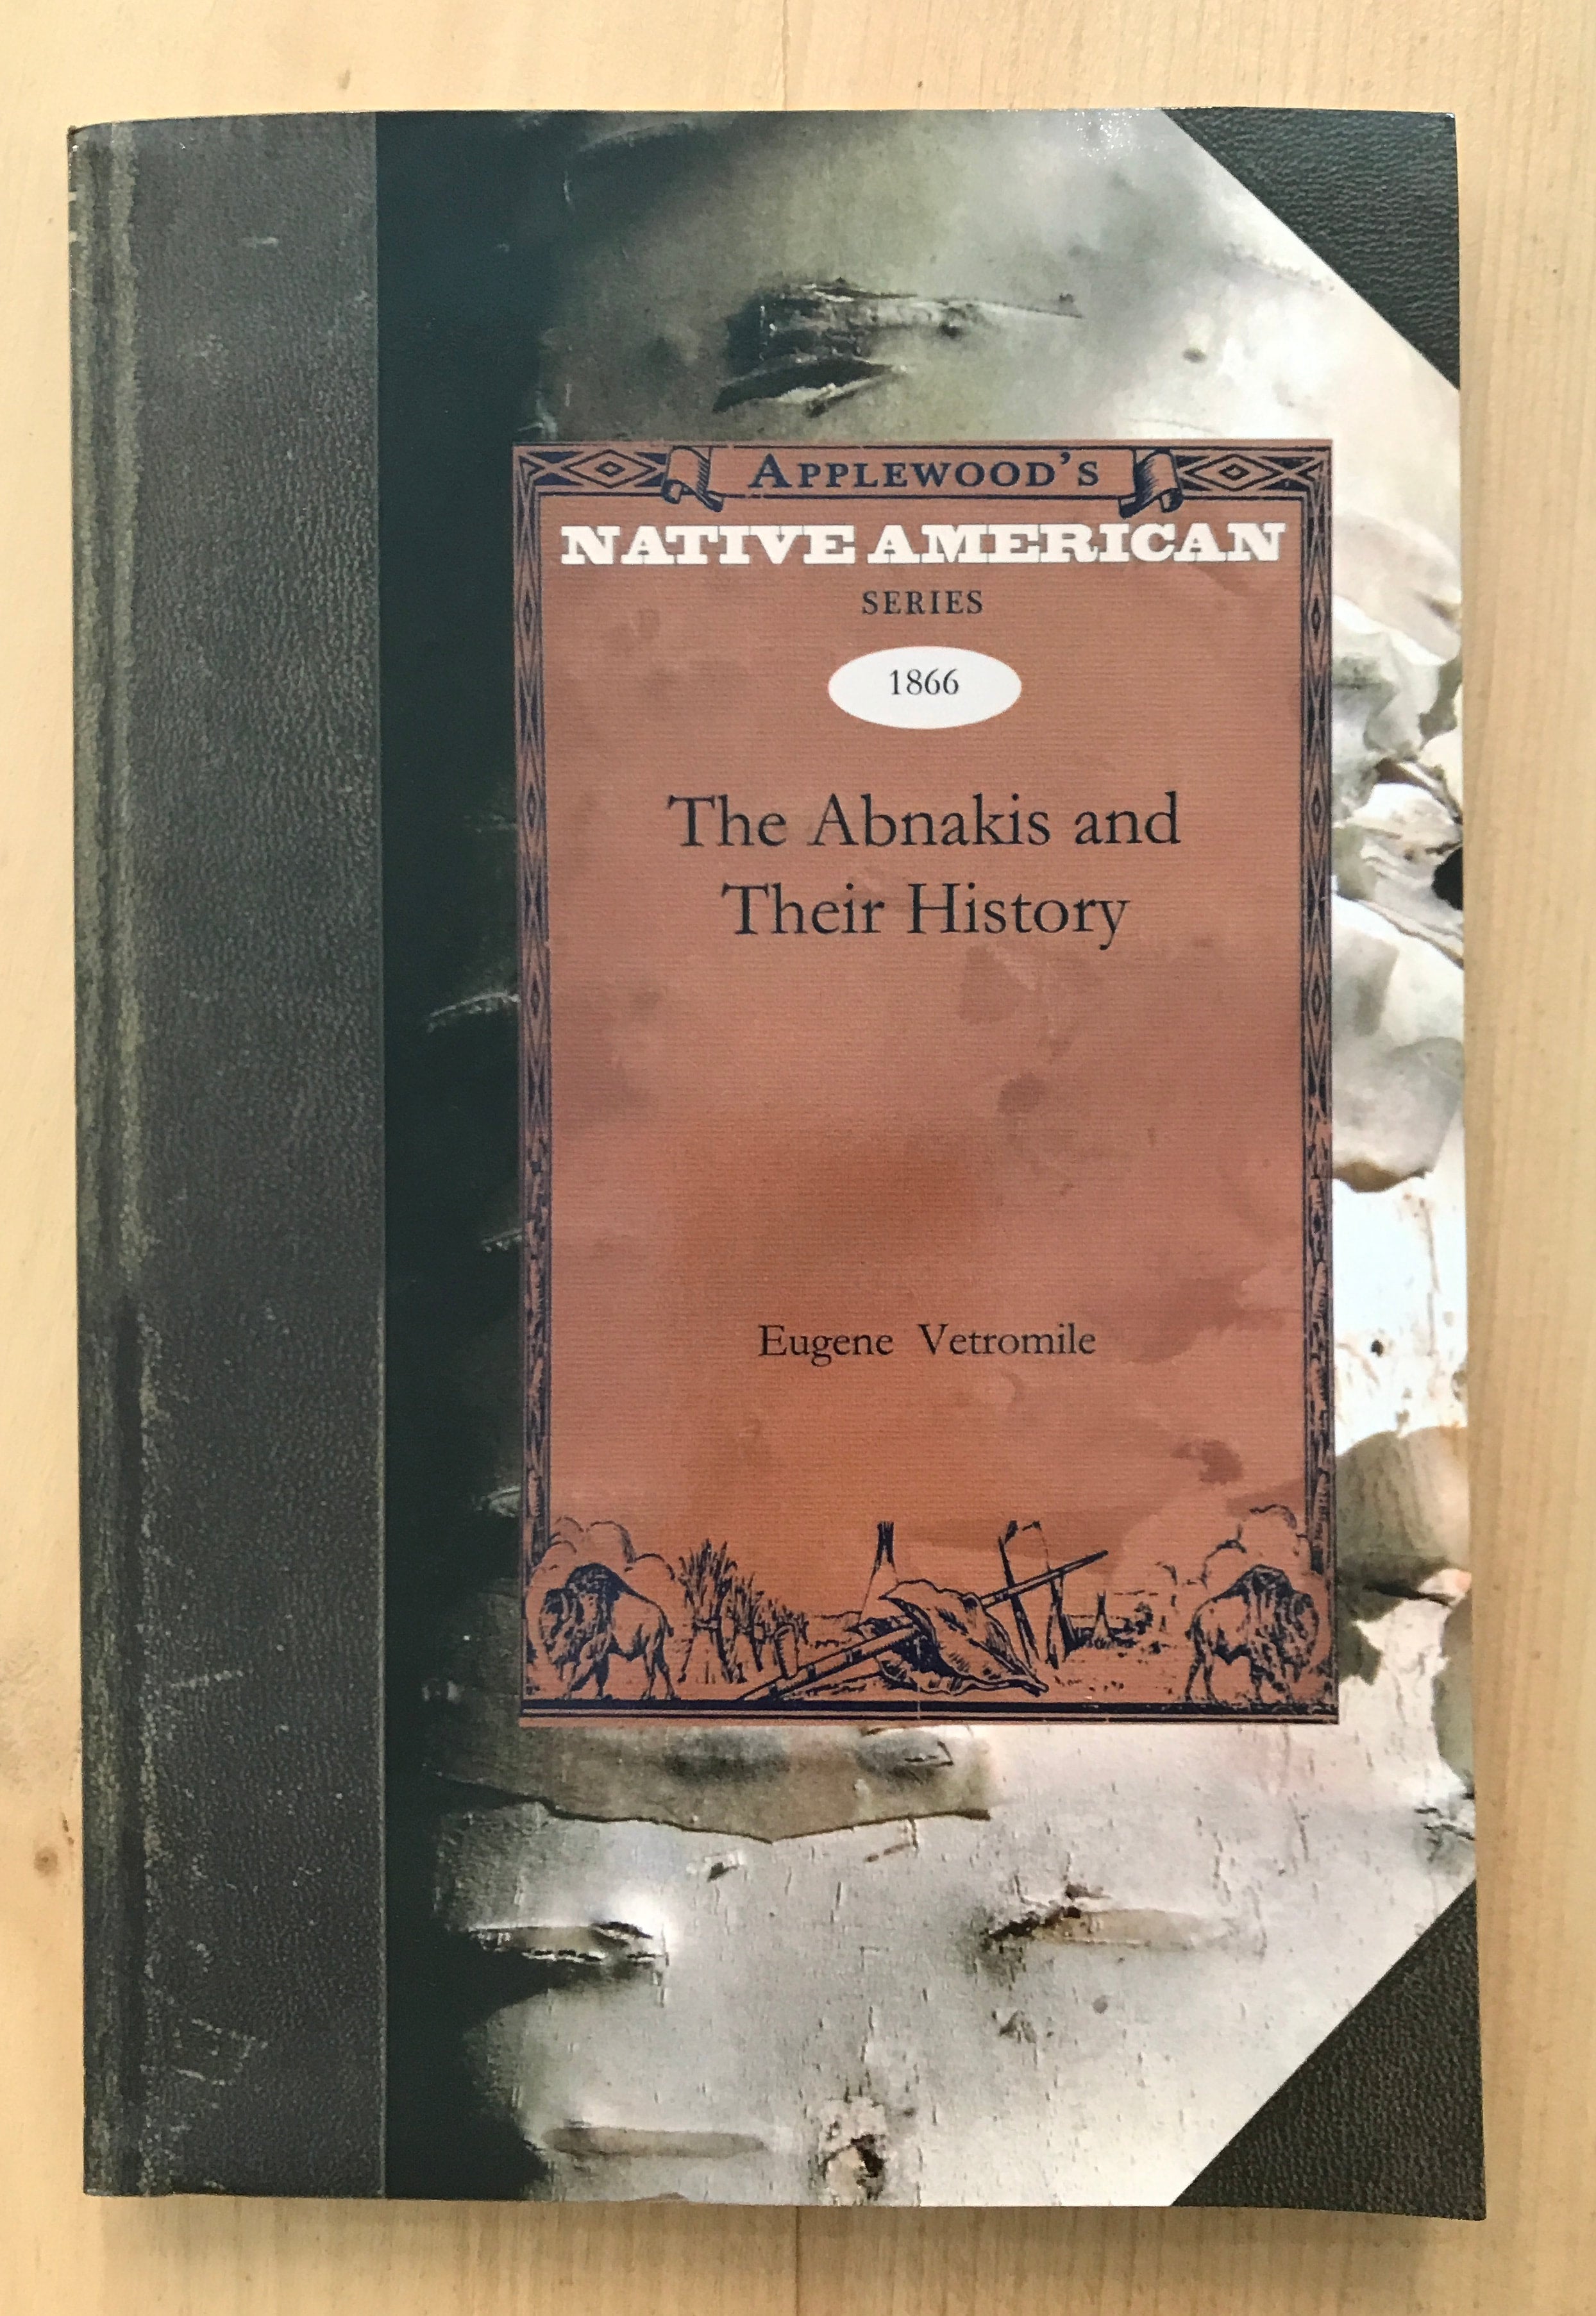 APPLEWOOD'S
NATIVE AMERICAN
SERIES
1866
The Abnakis and
Their History
Eugene Vetromile